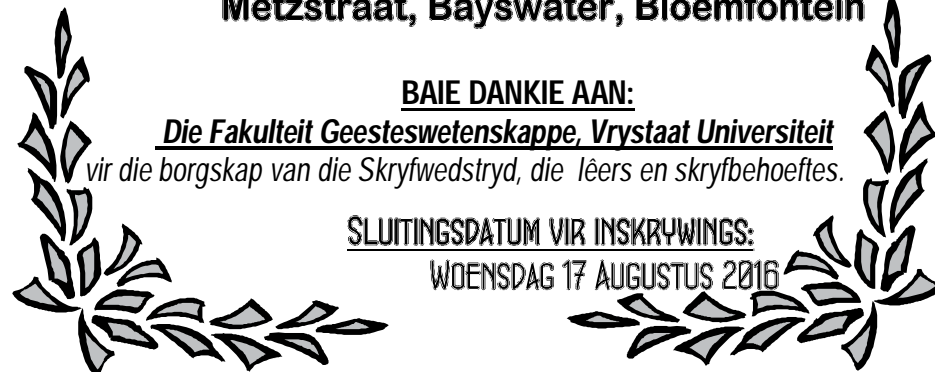 Metzstraat, Bayswater, Bloemfontein
BAIE DANKIE AAN:
Die Fakulteit Geesteswetenskappe, Vrystaat Universiteit
vir die borgskap van die Skryfwedstryd, die lêers en skryfbehoeftes.
SLUITINGSDATUM VIR INSKRYWINGS:
WOENSDAG 17 AUGUSTUS 2016